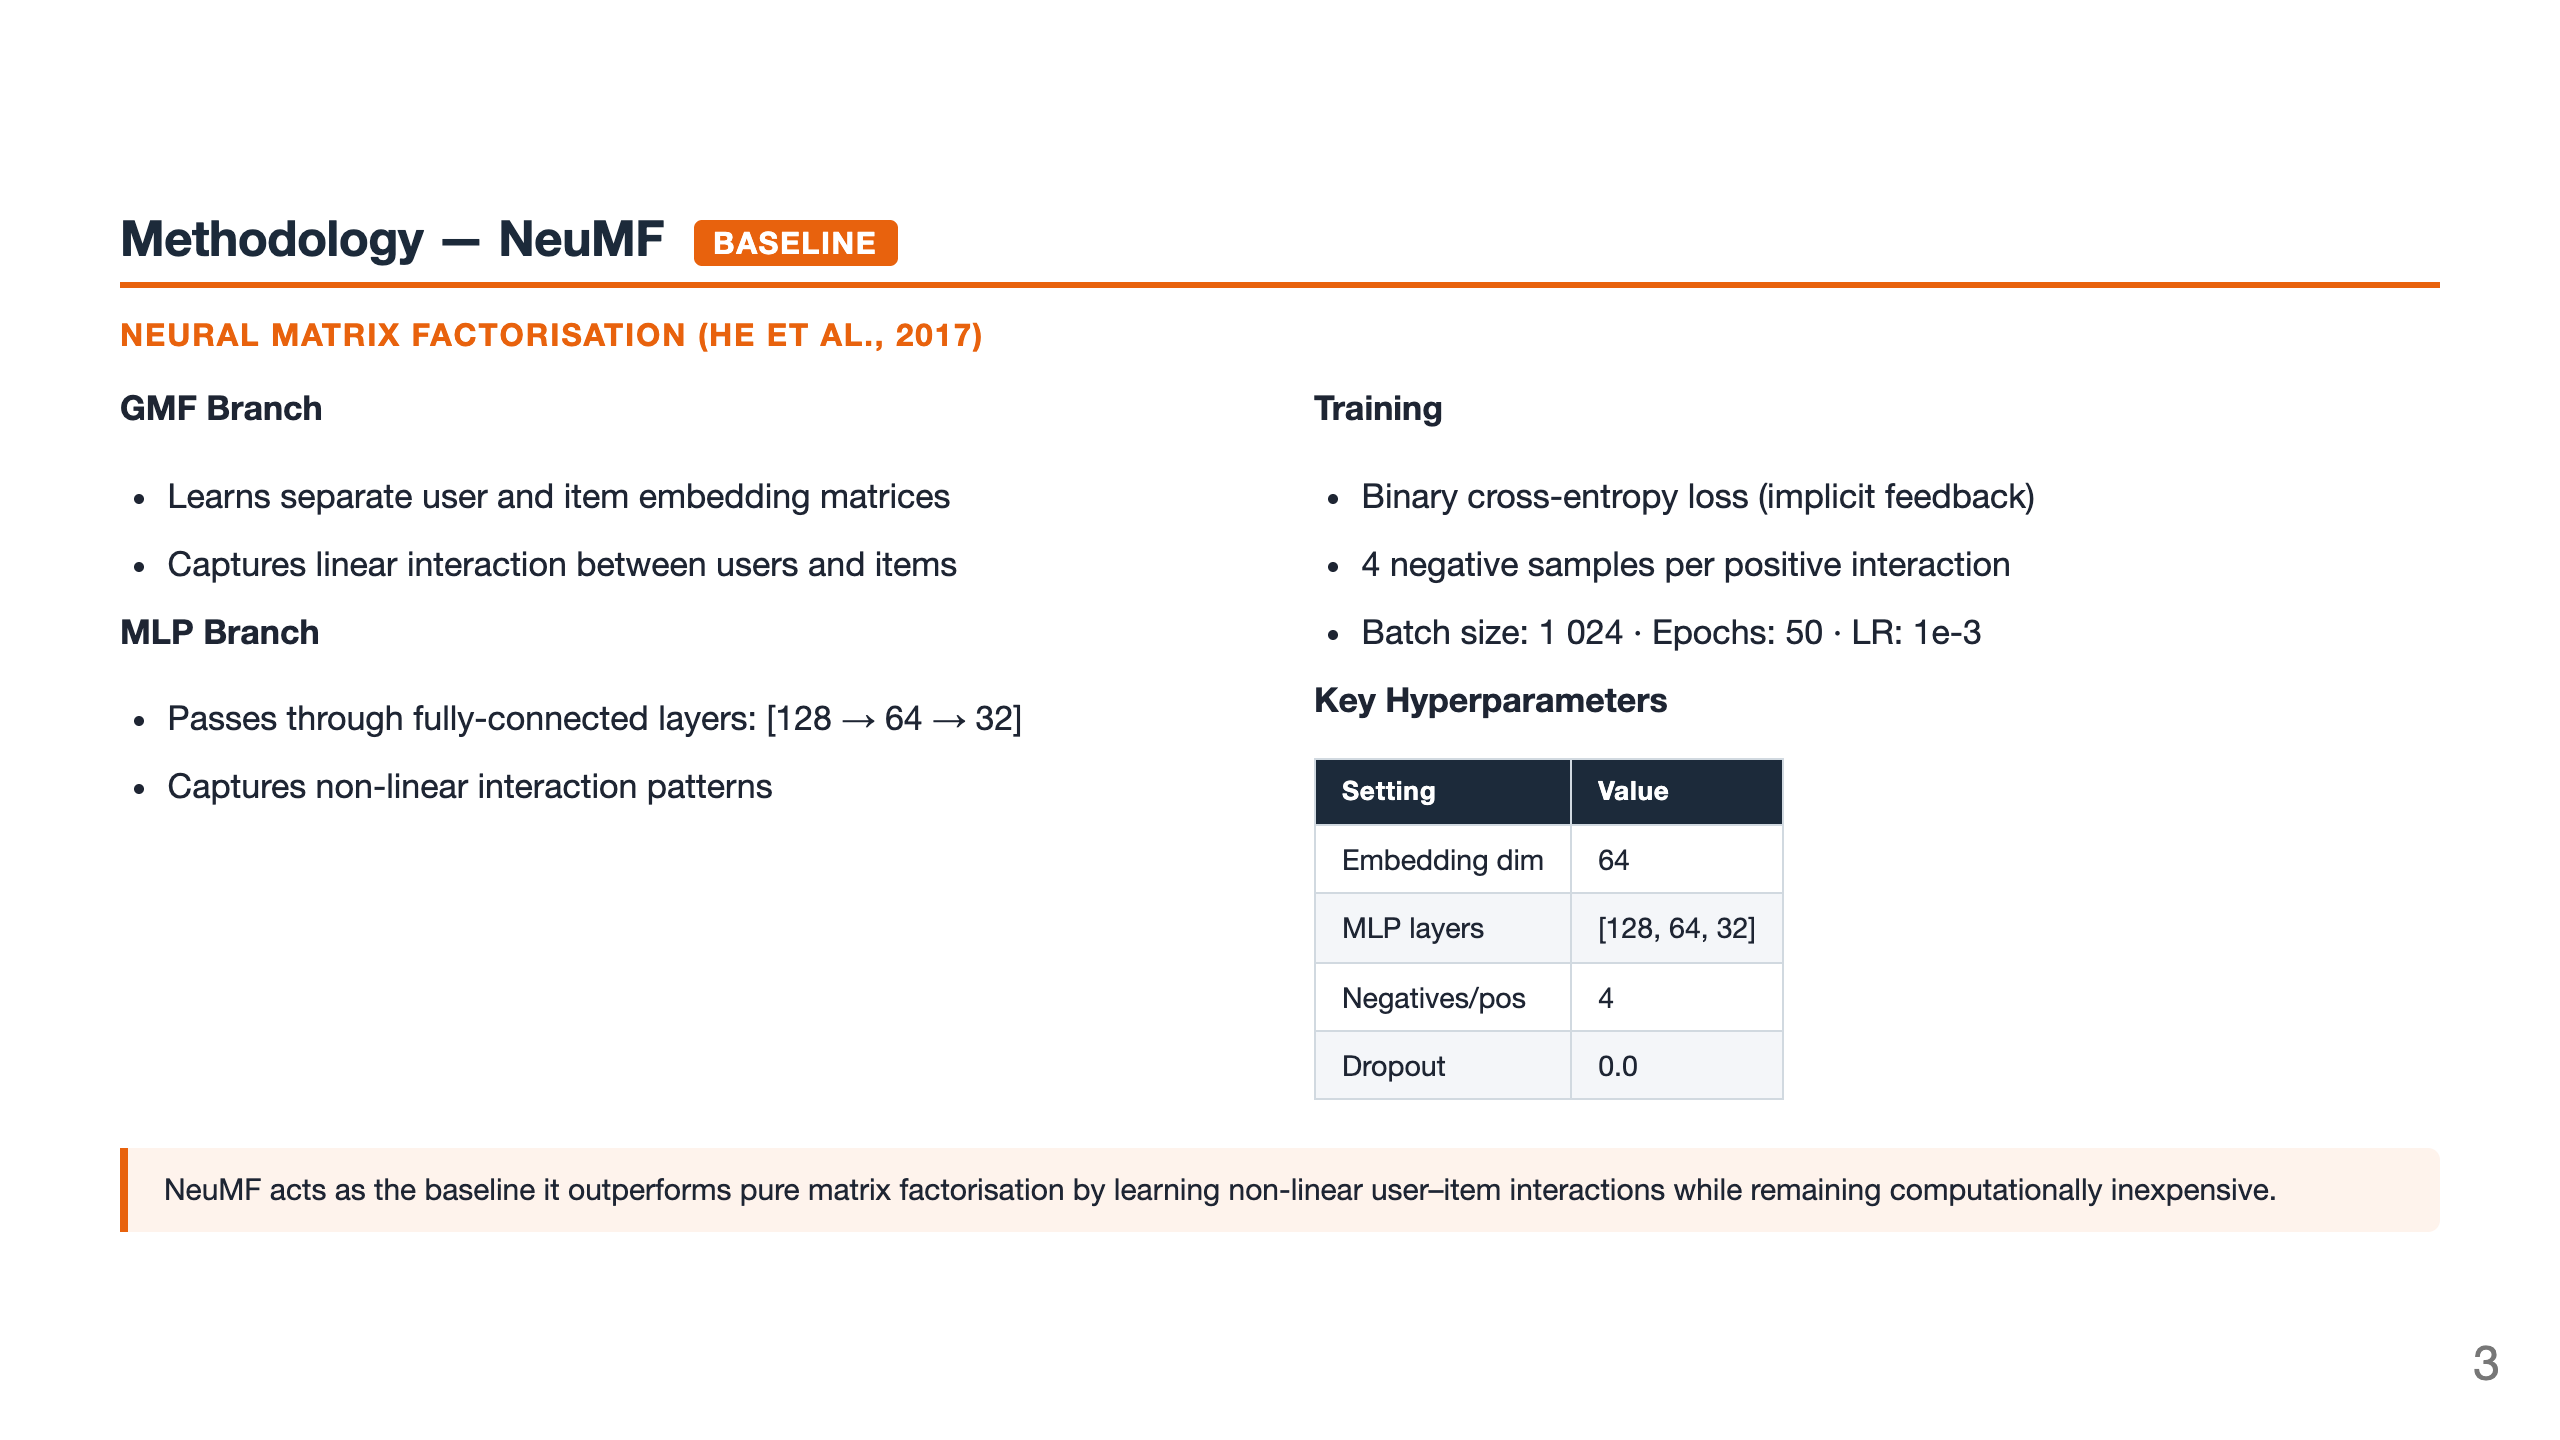 Methodology — NeuMF BASELINE
NEURAL MATRIX FACTORISATION (HE ET AL., 2017)
GMF Branch
• Learns separate user and item embedding matrices
• Captures linear interaction between users and items
MLP Branch
• Passes through fully-connected layers: [128 → 64 → 32]
• Captures non-linear interaction patterns
Training
• Binary cross-entropy loss (implicit feedback)
• 4 negative samples per positive interaction
• Batch size: 1 024 · Epochs: 50 · LR: 1e-3
Key Hyperparameters
Setting Value
Embedding dim 64
MLP layers [128, 64, 32]
Negatives/pos 4
Dropout 0.0
NeuMF acts as the baseline it outperforms pure matrix factorisation by learning non-linear user–item interactions while remaining computationally inexpensive.
3